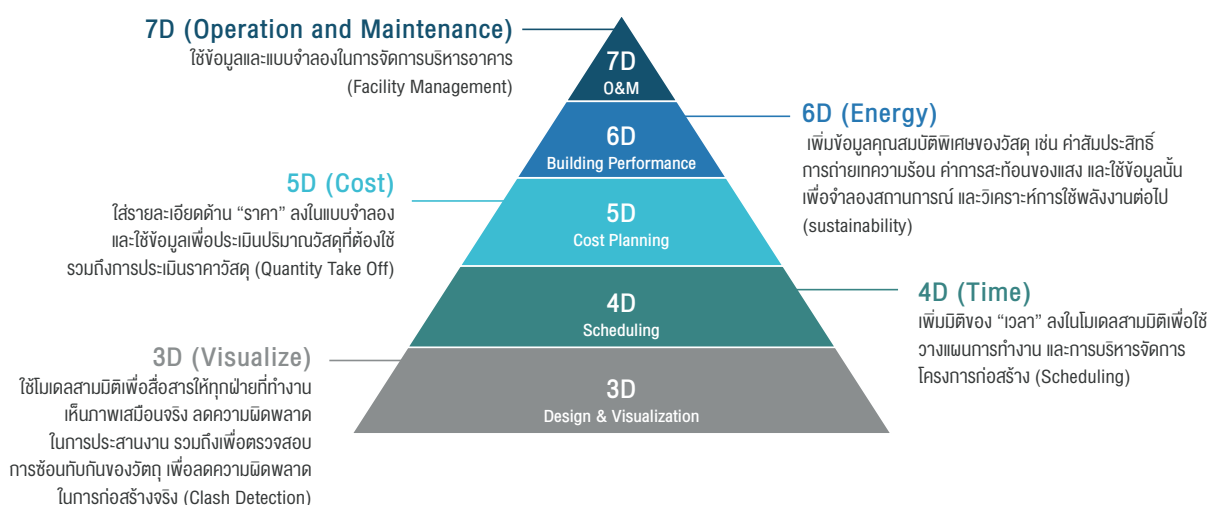 7D (Operation and Maintenance)
ใช้ข้อมูลและแบบจำลองในการจัดการบริหารอาคาร
(Facility Management)
7D
O&M
6D (Energy)
เพิ่มข้อมูลคุณสมบัติพิเศษของวัสดุ เช่น ค่าสัมประสิทธิ์
การถ่ายเทความร้อน ค่าการสะท้อนของแสง และใช้ข้อมูลนั้น
เพื่อจำลองสถานการณ์ และวิเคราะห์การใช้พลังงานต่อไป
(sustainability)
6D
Building Performance
5D (Cost)
ใส่รายละเอียดด้าน “ราคา” ลงในแบบจำลอง
และใช้ข้อมูลเพื่อประเมินปริมาณวัสดุที่ต้องใช้
รวมถึงการประเมินราคาวัสดุ (Quantity Take Off)
5D
Cost Planning
4D (Time)
เพิ่มมิติของ “เวลา” ลงในโมเดลสามมิติเพื่อใช้
วางแผนการทำงาน และการบริหารจัดการ
โครงการก่อสร้าง (Scheduling)
4D
Scheduling
3D (Visualize)
ใช้โมเดลสามมิติเพื่อสื่อสารให้ทุกฝ่ายที่ทำงาน
เห็นภาพเสมือนจริง ลดความผิดพลาด
ในการประสานงาน รวมถึงเพื่อตรวจสอบ
การซ้อนทับกันของวัตถุ เพื่อลดความผิดพลาด
ในการก่อสร้างจริง (Clash Detection)
3D
Design & Visualization